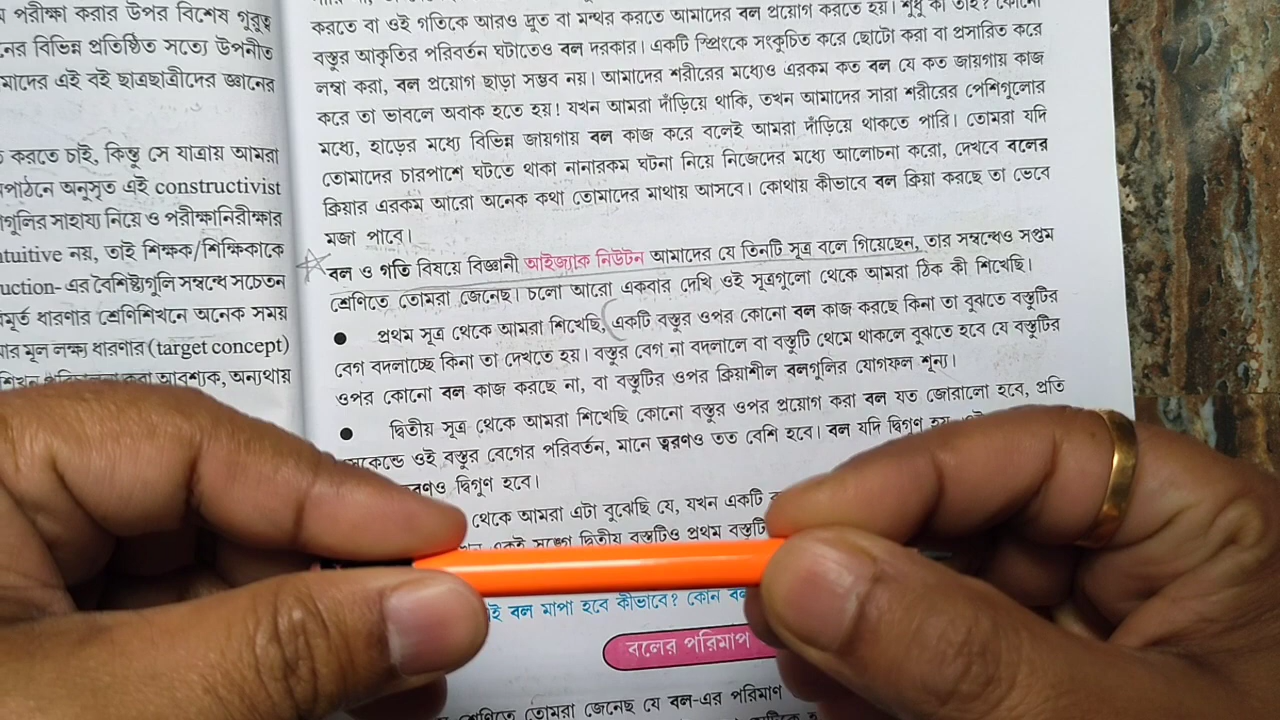 পরীক্ষা করার উপর বিশেষ গুরুত্ব
বিভিন্ন প্রতিষ্ঠিত সত্যে উপনীত
এই বই ছাত্রছাত্রীদের জ্ঞানের
করতে চাই, কিন্তু সে যাত্রায় আমরা
অনুসৃত এই constructivist
সাহায্য নিয়ে ও পরীক্ষানিরীক্ষার
নয়, তাই শিক্ষক/শিক্ষিকাকে
এর বৈশিষ্ট্যগুলি সম্বন্ধে সচেতন
ধারণার শ্রেণিশিখনে অনেক সময়
মূল লক্ষ্য ধারণার (target concept)
করতে বা ওই গতিকে আরও দ্রুত বা মন্থর করতে আমাদের বল প্রয়োগ করতে হয়। শুধু কী তাই?
বস্তুর আকৃতির পরিবর্তন ঘটাতেও বল দরকার। একটি স্প্রিংকে সংকুচিত করে ছোটো করা বা প্রসারিত করে
লম্বা করা, বল প্রয়োগ ছাড়া সম্ভব নয়। আমাদের শরীরের মধ্যেও এরকম কত বল যে কত জায়গায় কাজ
করে তা ভাবলে অবাক হতে হয়! যখন আমরা দাঁড়িয়ে থাকি, তখন আমাদের সারা শরীরের পেশিগুলোর
মধ্যে, হাড়ের মধ্যে বিভিন্ন জায়গায় বল কাজ করে বলেই আমরা দাঁড়িয়ে থাকতে পারি। তোমরা যদি
তোমাদের চারপাশে ঘটতে থাকা নানারকম ঘটনা নিয়ে নিজেদের মধ্যে আলোচনা করো, দেখবে বলের
ক্রিয়ার এরকম আরো অনেক কথা তোমাদের মাথায় আসবে। কোথায় কীভাবে বল ক্রিয়া করছে তা ভেবে
মজা পাবে।
বল ও গতি বিষয়ে বিজ্ঞানী আইজ্যাক নিউটন আমাদের যে তিনটি সূত্র বলে গিয়েছেন, তার সম্বন্ধেও সপ্তম
শ্রেণিতে তোমরা জেনেছ। চলো আরো একবার দেখি ওই সূত্রগুলো থেকে আমরা ঠিক কী শিখেছি।
● প্রথম সূত্র থেকে আমরা শিখেছি, একটি বস্তুর ওপর কোনো বল কাজ করছে কিনা তা বুঝতে বস্তুটির
বেগ বদলাচ্ছে কিনা তা দেখতে হয়। বস্তুর বেগ না বদলালে বা বস্তুটি থেমে থাকলে বুঝতে হবে যে বস্তুটির
ওপর কোনো বল কাজ করছে না, বা বস্তুটির ওপর ক্রিয়াশীল বলগুলির যোগফল শূন্য।
● দ্বিতীয় সূত্র থেকে আমরা শিখেছি কোনো বস্তুর ওপর প্রয়োগ করা বল যত জোরালো হবে, প্রতি
সেকেন্ডে ওই বস্তুর বেগের পরিবর্তন, মানে ত্বরণও তত বেশি হবে। বল যদি দ্বিগুণ হয়
দ্বিগুণ হবে।
থেকে আমরা এটা বুঝেছি যে, যখন একটি
একই সঙ্গে দ্বিতীয় বস্তুটিও প্রথম বস্তুটি
বল মাপা হবে কীভাবে? কোন
বলের পরিমাপ
শ্রেণিতে তোমরা জেনেছ যে বল-এর পরিমাণ